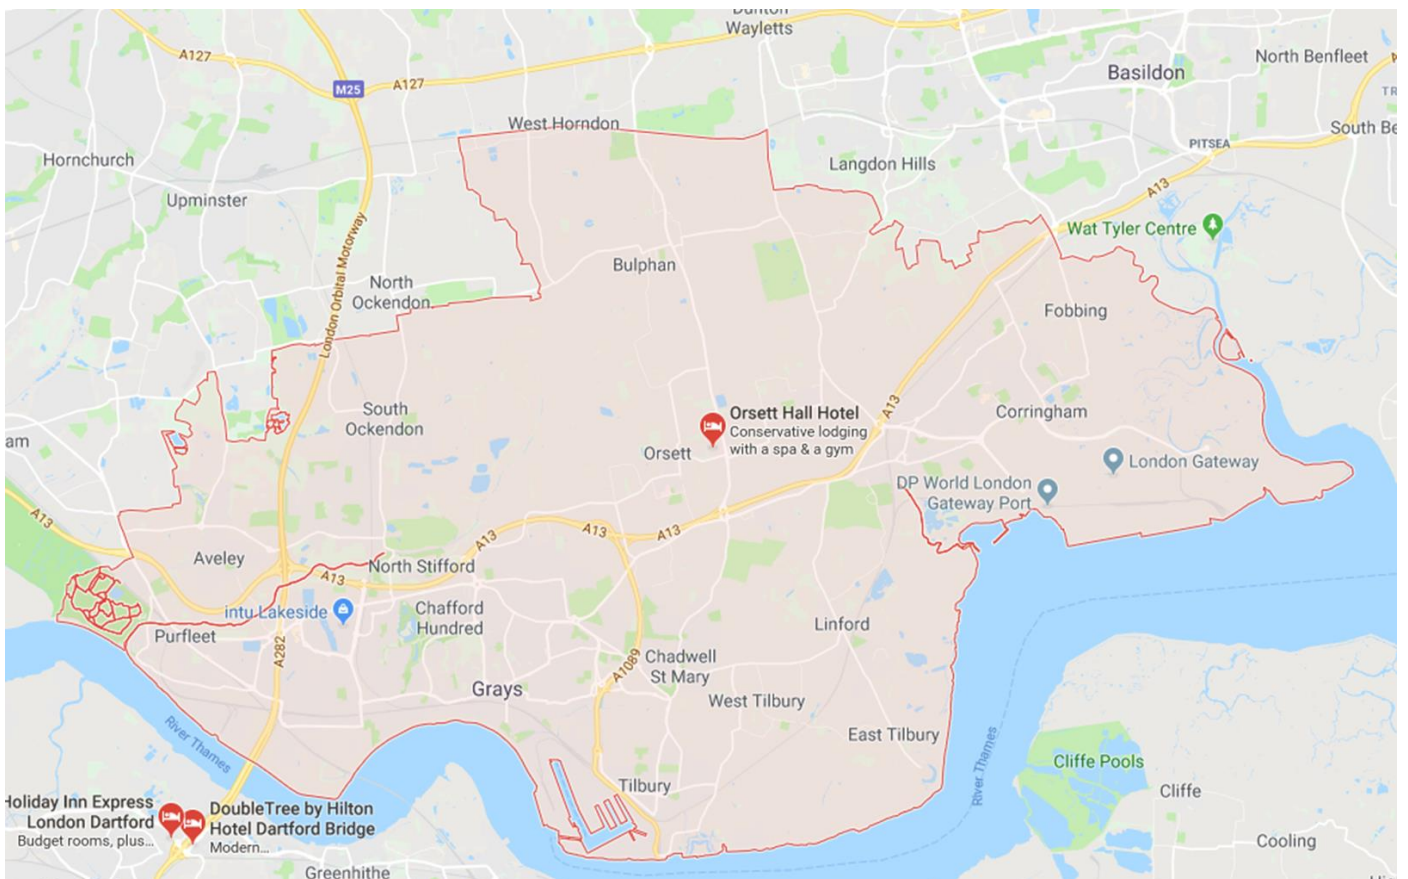 Dunton
Wayletts
A127
North Benfleet
Basildon
M25
A127
TR
West Horndon
South Be
PITSEA
Hornchurch
Langdon Hills
A13
Upminster
Wat Tyler Centre
London Orbital Motorway
Bulphan
North
Ockendon
Fobbing
A13
South
Ockendon
Orsett Hall Hotel
Conservative lodging
with a spa & a gym
Corringham
am
Orsett
London Gateway
DP World London
Gateway Port
A13
A13
A13
A13
Aveley
North Stifford
A13
intu Lakeside
Chafford
Hundred
Linford
Purfleet
A282
A1089
Chadwell
St Mary
Grays
West Tilbury
East Tilbury
River Thames
River Thames
Cliffe Pools
Tilbury
Cliffe
Holiday Inn Express
London Dartford
Budget rooms, plus...
DoubleTree by Hilton
Hotel Dartford Bridge
Modern...
Cooling
Greenhithe